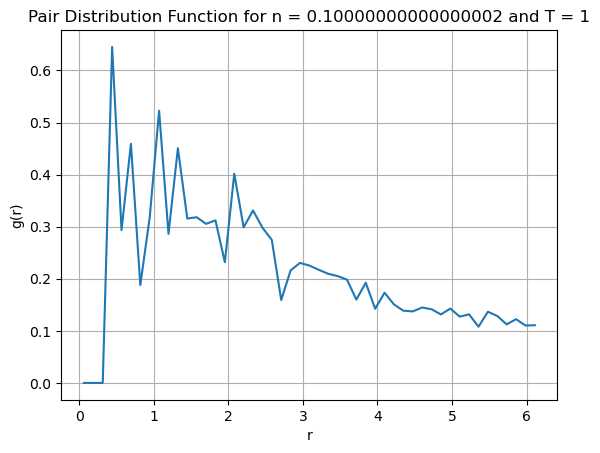 Pair Distribution Function for n = 0.10000000000000002 and T = 1
g(r)
0.6
0.5
0.4
0.3
0.2
0.1
0.0
0 1 2 3 4 5 6
r